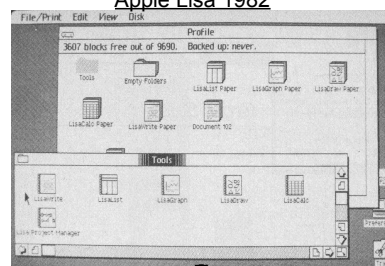 Apple Lisa 1982
File/Print Edit View Disk
Profile
3607 blocks free out of 9690. Backed up: never.
Tools
Empty Folders
LisaList Paper
LisaGraph Paper
LisaDraw Paper
LisaCalc Paper
LisaWrite Paper
Document 102
Tools
LisaWrite
LisaList
LisaGraph
LisaDraw
LisaCalc
Lisa Project Manager